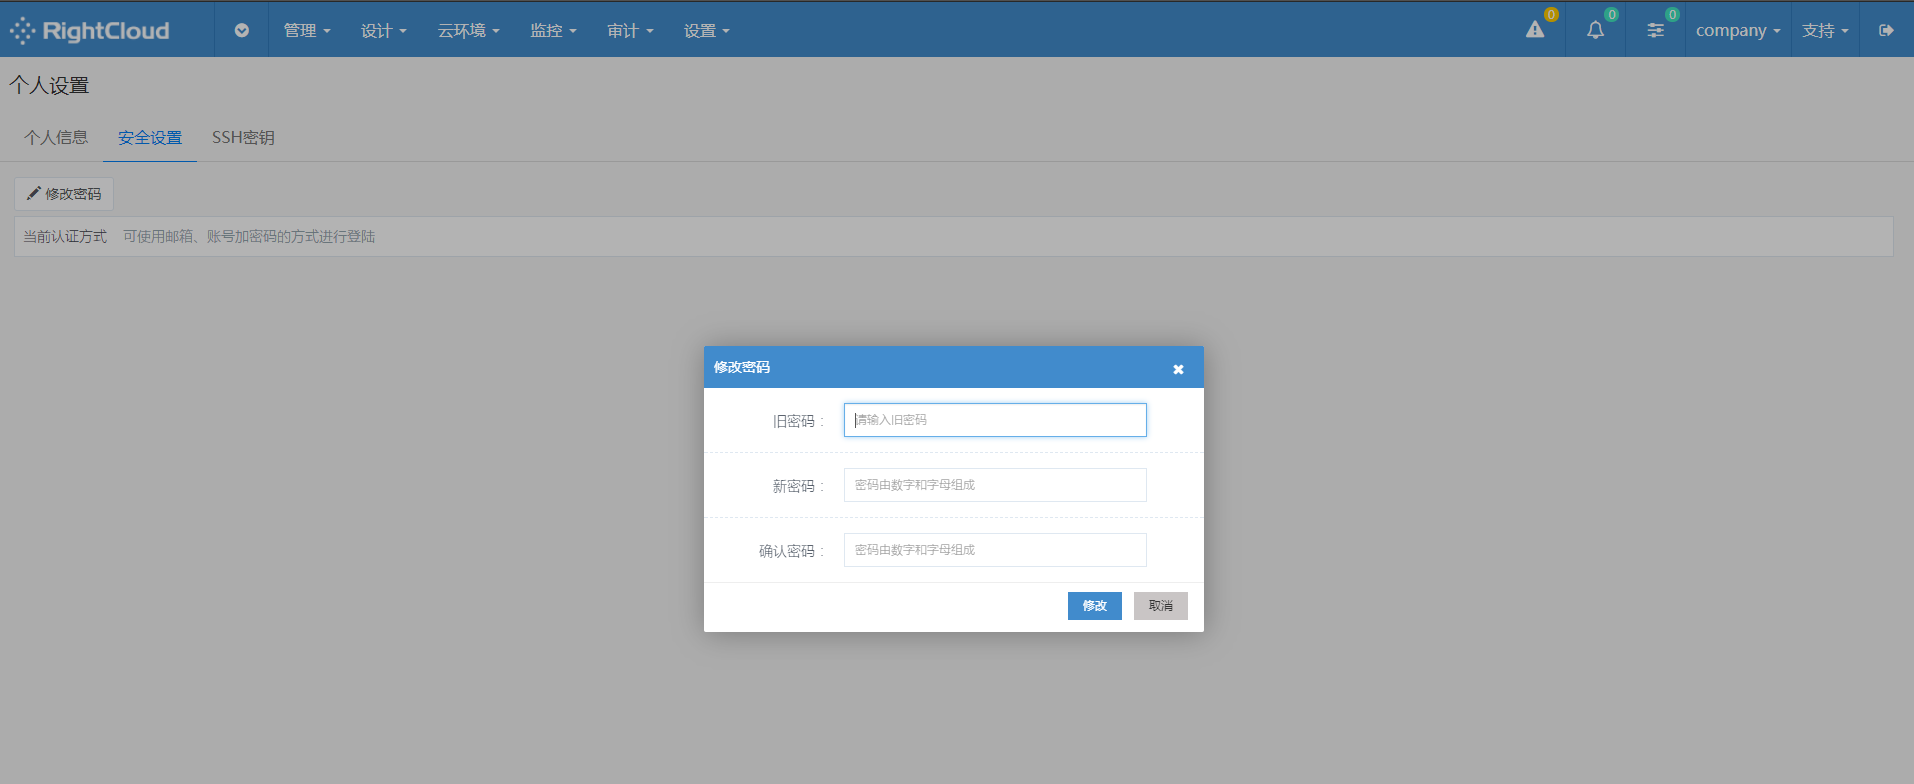 RightCloud 管理 设计 云环境 监控 审计 设置 0 0 0 company 支持
个人设置
个人信息 安全设置 SSH密钥
修改密码
当前认证方式 可使用邮箱、账号加密码的方式进行登陆
修改密码
旧密码： 请输入旧密码
新密码： 密码由数字和字母组成
确认密码： 密码由数字和字母组成
修改 取消